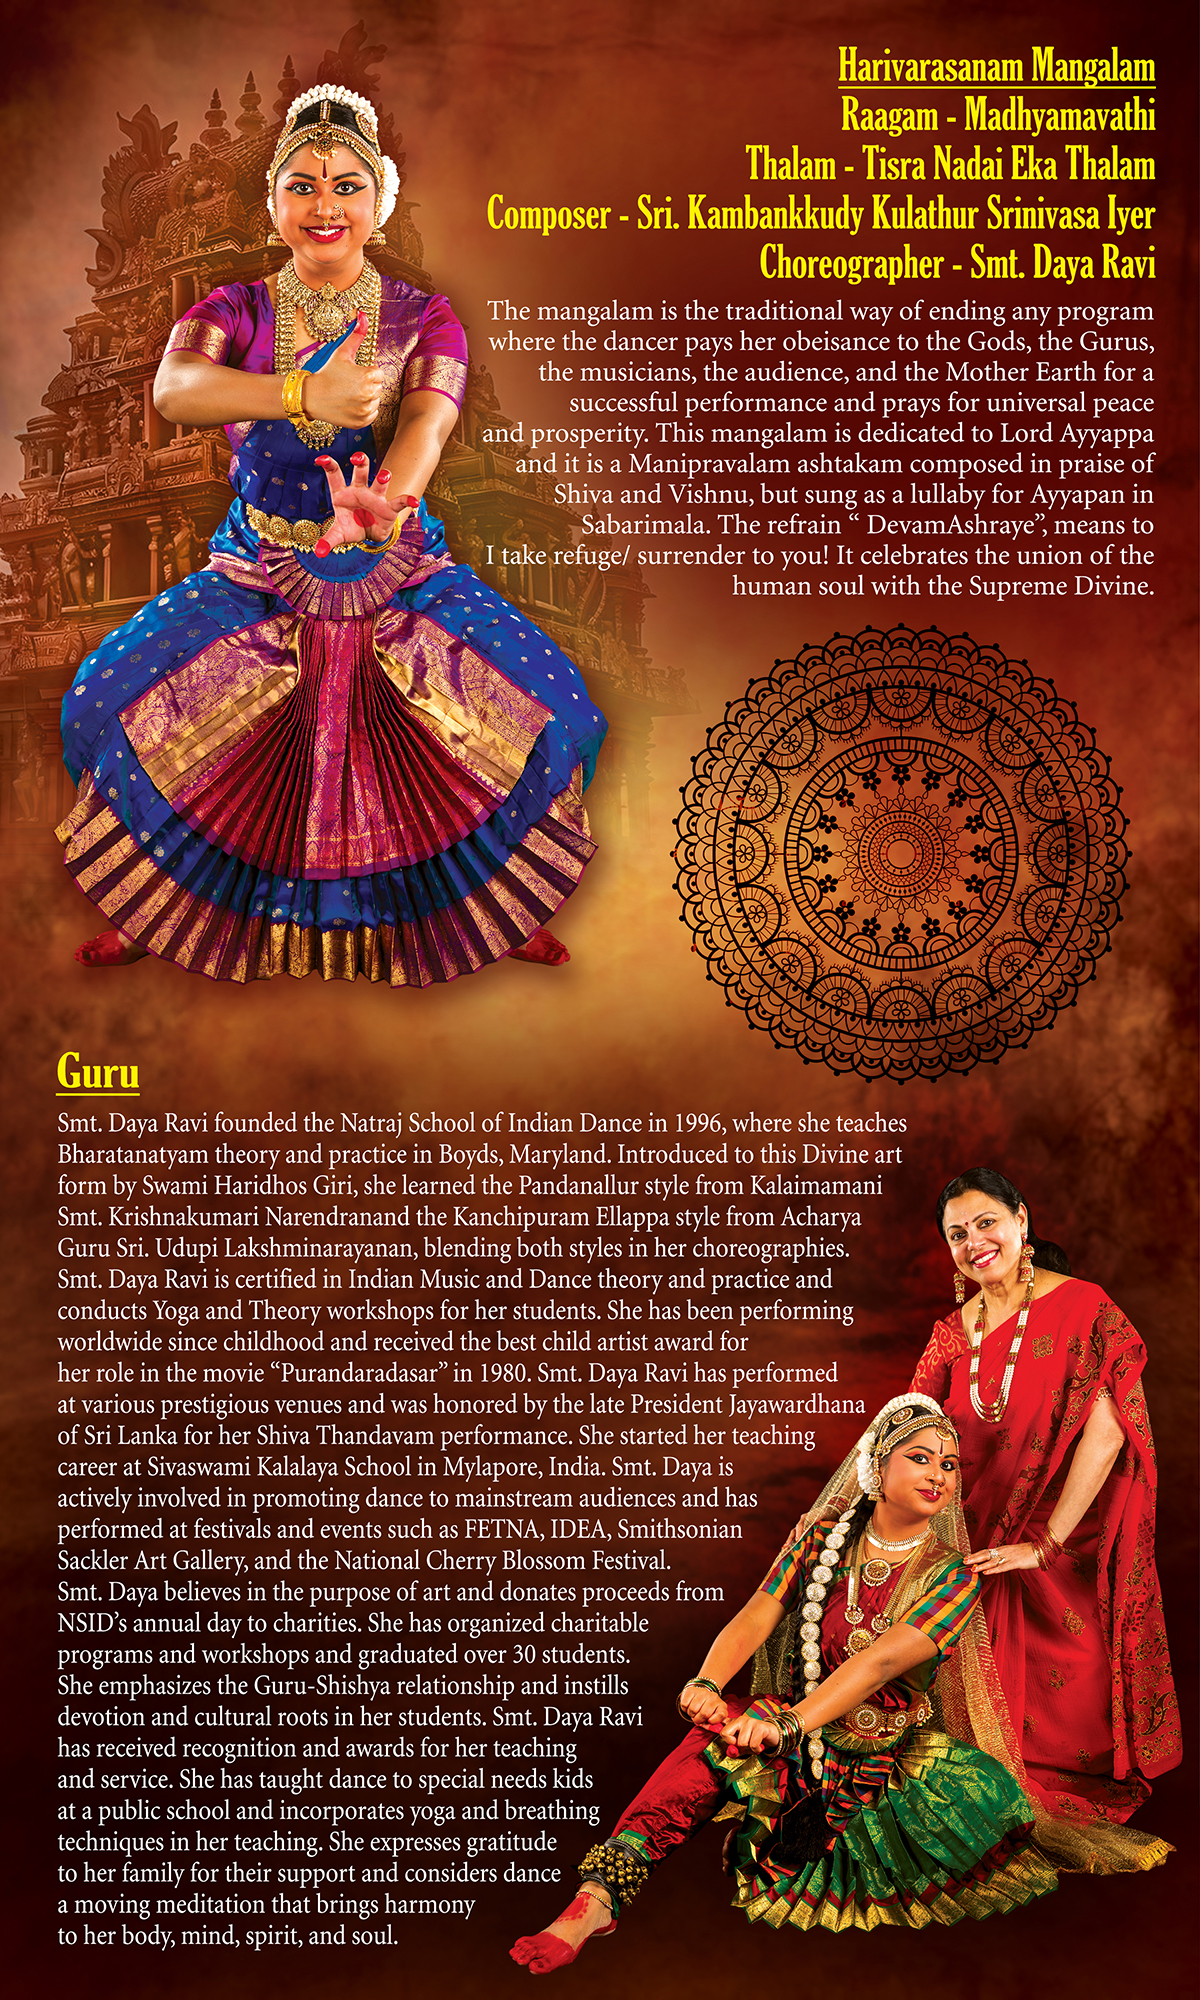 Harivarasanam Mangalam
Raagam - Madhyamavathi
Thalam - Tisra Nadai Eka Thalam
Composer - Sri. Kambankkudy Kulathur Srinivasa Iyer
Choreographer - Smt. Daya Ravi
The mangalam is the traditional way of ending any program
where the dancer pays her obeisance to the Gods, the Gurus,
the musicians, the audience, and the Mother Earth for a
successful performance and prays for universal peace
and prosperity. This mangalam is dedicated to Lord Ayyappa
and it is a Manipravalam ashtakam composed in praise of
Shiva and Vishnu, but sung as a lullaby for Ayyapan in
Sabarimala. The refrain “ DevamAshraye”, means to
I take refuge/ surrender to you! It celebrates the union of the
human soul with the Supreme Divine.
Guru
Smt. Daya Ravi founded the Natraj School of Indian Dance in 1996, where she teaches
Bharatanatyam theory and practice in Boyds, Maryland. Introduced to this Divine art
form by Swami Haridhos Giri, she learned the Pandanallur style from Kalaimamani
Smt. Krishnakumari Narendranand the Kanchipuram Ellappa style from Acharya
Guru Sri. Udupi Lakshminarayanan, blending both styles in her choreographies.
Smt. Daya Ravi is certified in Indian Music and Dance theory and practice and
conducts Yoga and Theory workshops for her students. She has been performing
worldwide since childhood and received the best child artist award for
her role in the movie “Purandaradasar” in 1980. Smt. Daya Ravi has performed
at various prestigious venues and was honored by the late President Jayawardhana
of Sri Lanka for her Shiva Thandavam performance. She started her teaching
career at Sivaswami Kalalaya School in Mylapore, India. Smt. Daya is
actively involved in promoting dance to mainstream audiences and has
performed at festivals and events such as FETNA, IDEA, Smithsonian
Sackler Art Gallery, and the National Cherry Blossom Festival.
Smt. Daya believes in the purpose of art and donates proceeds from
NSID’s annual day to charities. She has organized charitable
programs and workshops and graduated over 30 students.
She emphasizes the Guru-Shishya relationship and instills
devotion and cultural roots in her students. Smt. Daya Ravi
has received recognition and awards for her teaching
and service. She has taught dance to special needs kids
at a public school and incorporates yoga and breathing
techniques in her teaching. She expresses gratitude
to her family for their support and considers dance
a moving meditation that brings harmony
to her body, mind, spirit, and soul.